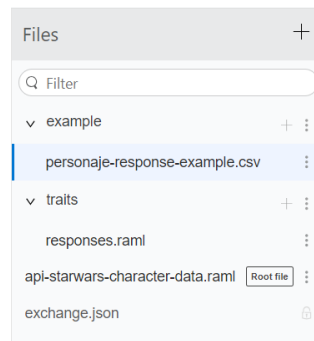 Files
Filter
example
personaje-response-example.csv
traits
responses.raml
api-starwars-character-data.raml Root file
exchange.json